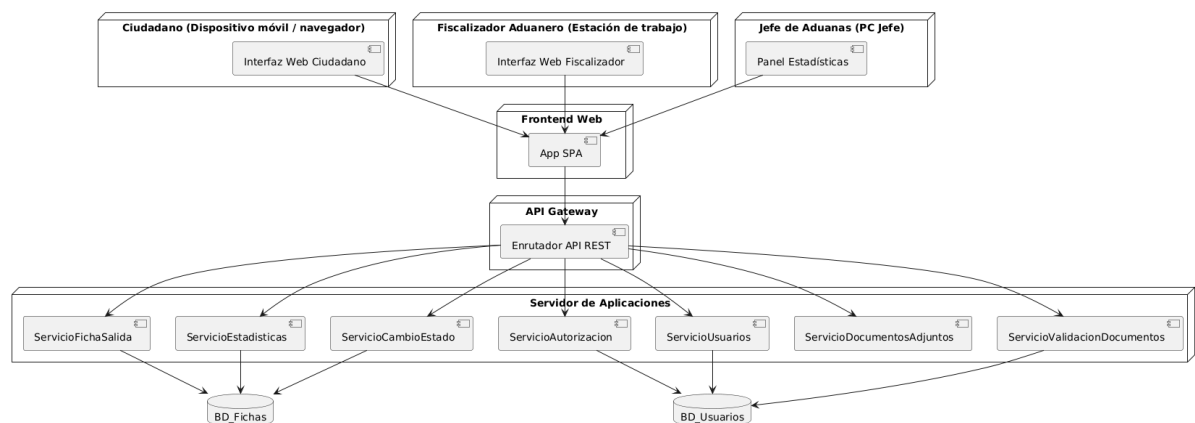 Ciudadano (Dispositivo móvil / navegador)
Interfaz Web Ciudadano
Fiscalizador Aduanero (Estación de trabajo)
Interfaz Web Fiscalizador
Jefe de Aduanas (PC Jefe)
Panel Estadísticas
Frontend Web
App SPA
API Gateway
Enrutador API REST
Servidor de Aplicaciones
ServicioFichaSalida
ServicioEstadisticas
ServicioCambioEstado
ServicioAutorizacion
ServicioUsuarios
ServicioDocumentosAdjuntos
ServicioValidacionDocumentos
BD_Fichas
BD_Usuarios